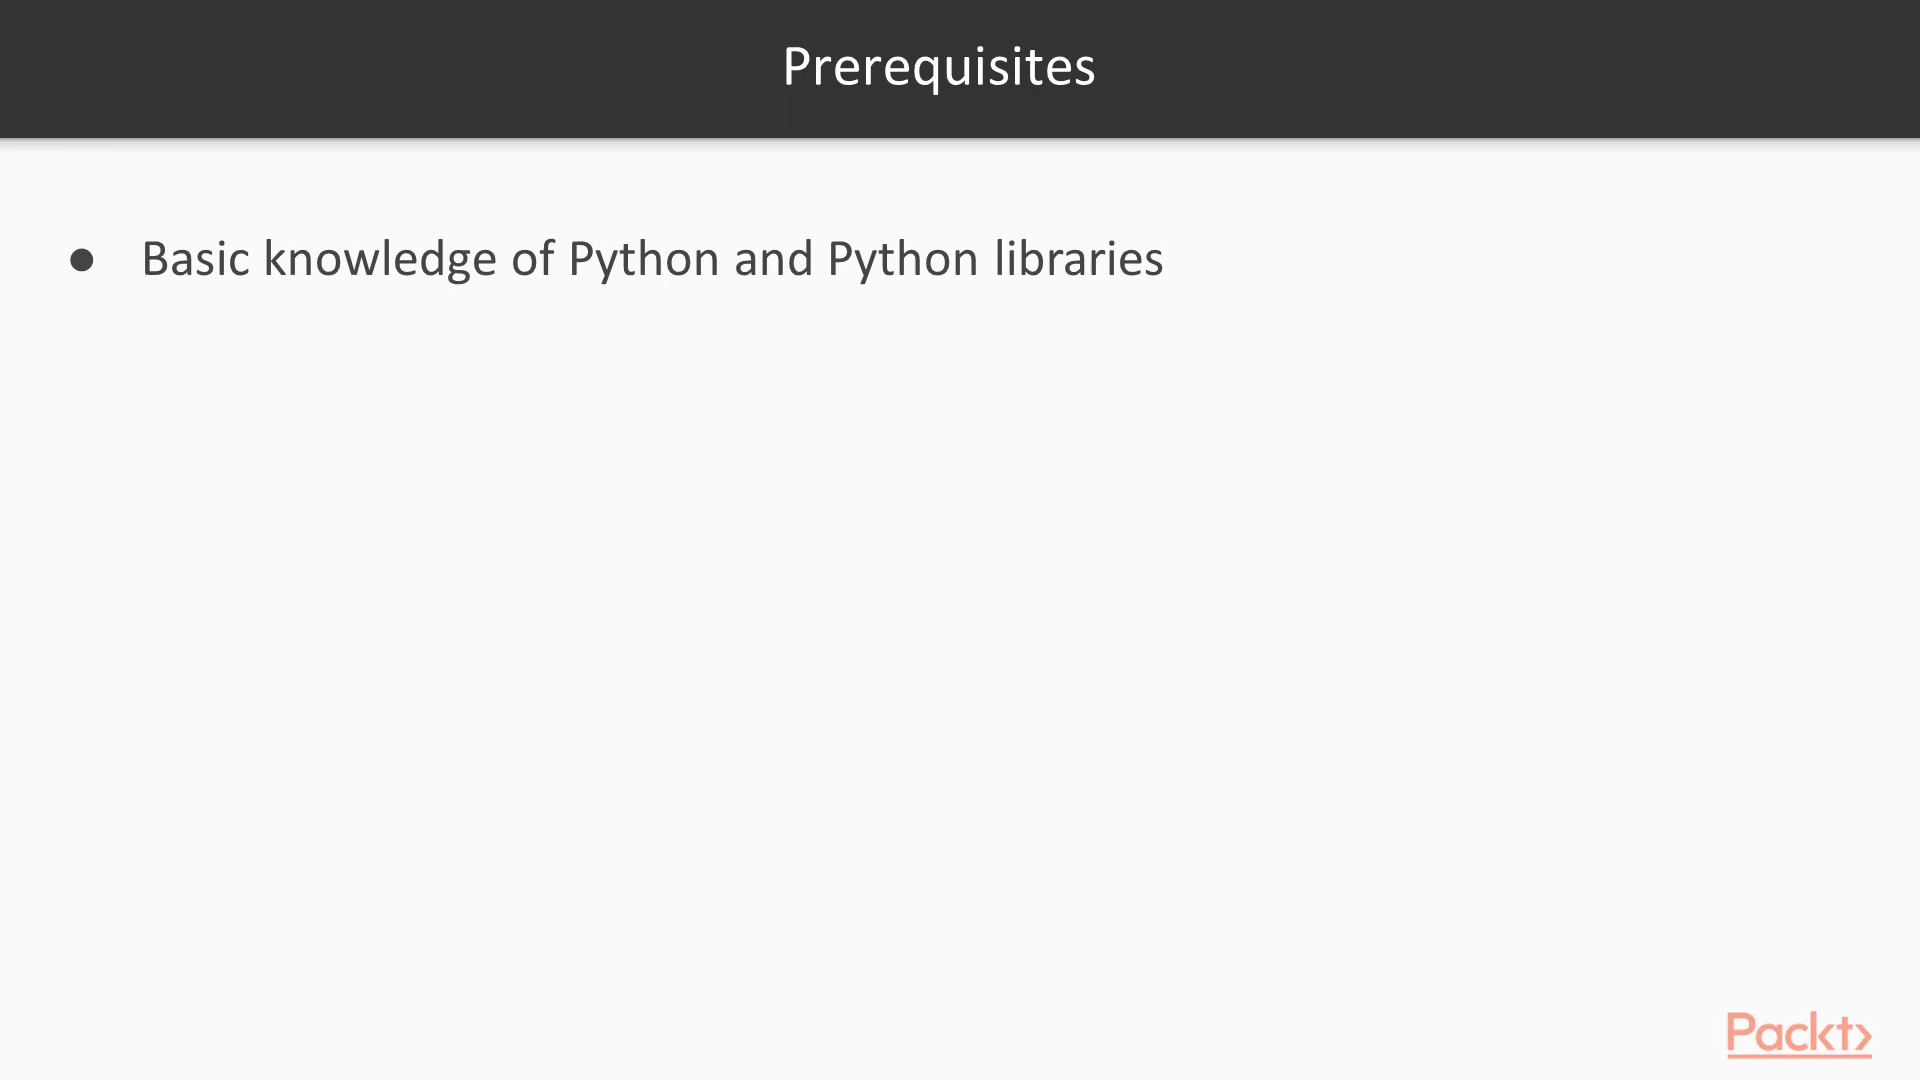 Prerequisites
● Basic knowledge of Python and Python libraries
Packt>